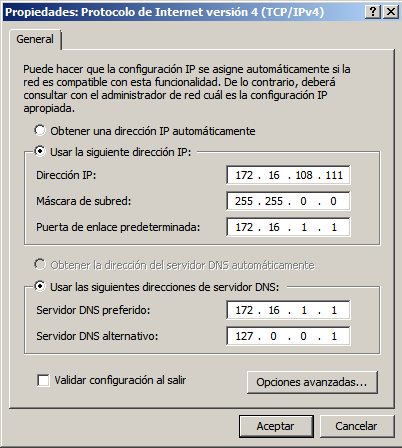 Propiedades: Protocolo de Internet versión 4 (TCP/IPv4)
General
Puede hacer que la configuración IP se asigne automáticamente si la
red es compatible con esta funcionalidad. De lo contrario, deberá
consultar con el administrador de red cuál es la configuración IP
apropiada.
Obtener una dirección IP automáticamente
Usar la siguiente dirección IP:
Dirección IP: 172 . 16 . 108 . 111
Máscara de subred: 255 . 255 . 0 . 0
Puerta de enlace predeterminada: 172 . 16 . 1 . 1
Obtener la dirección del servidor DNS automáticamente
Usar las siguientes direcciones de servidor DNS:
Servidor DNS preferido: 172 . 16 . 1 . 1
Servidor DNS alternativo: 127 . 0 . 0 . 1
Validar configuración al salir Opciones avanzadas...
Aceptar Cancelar